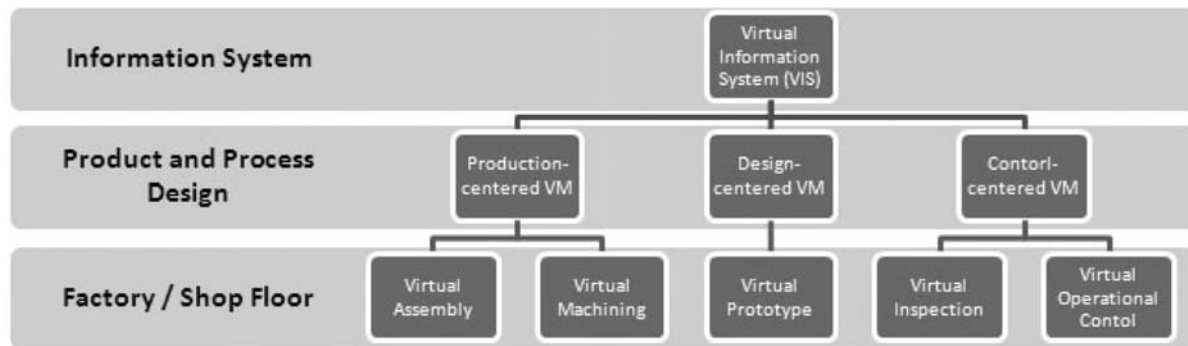 Information System
Virtual
Information
System (VIS)
Product and Process
Design
Production-
centered VM
Design-
centered VM
Contorl-
centered VM
Factory / Shop Floor
Virtual
Assembly
Virtual
Machining
Virtual
Prototype
Virtual
Inspection
Virtual
Operational
Contol